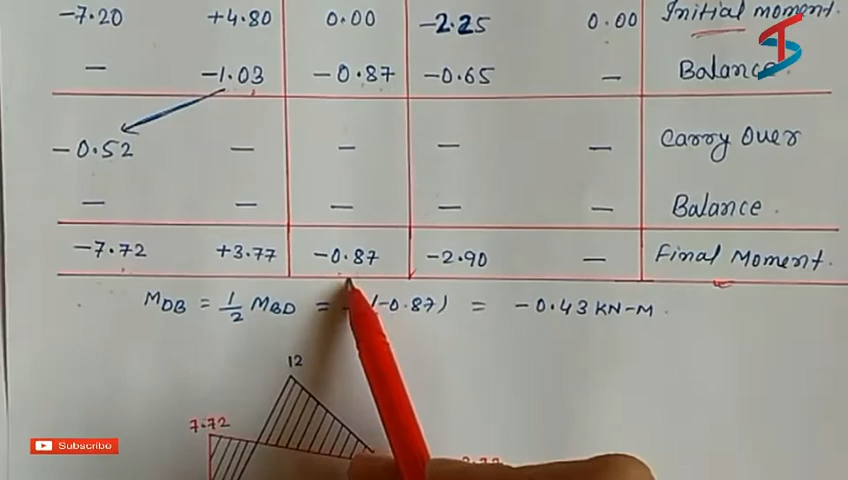 -7.20 +4.80 0.00 -2.25 0.00 Initial moment.
— -1.03 -0.87 -0.65 — Balance.
-0.52 — — — — Carry Over
— — — — — Balance.
-7.72 +3.77 -0.87 -2.90 — Final Moment.
MDB = 1/2 MBD = (-0.87) = -0.43 KN-M.
12
7.72
Subscribe